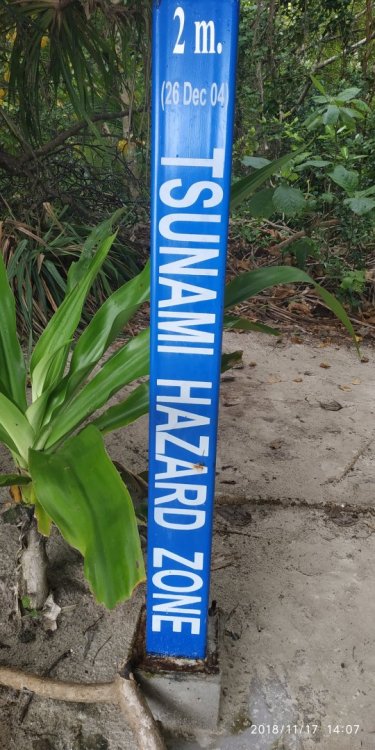 2 m.
(26 Dec 04)
TSUNAMI HAZARD ZONE
2018/11/17 14:07